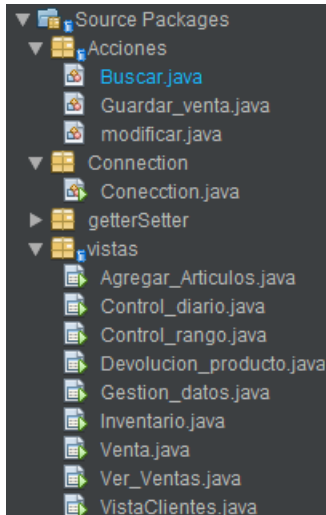 Source Packages
Acciones
Buscar.java
Guardar_venta.java
modificar.java
Connection
Conecction.java
getterSetter
vistas
Agregar_Articulos.java
Control_diario.java
Control_rango.java
Devolucion_producto.java
Gestion_datos.java
Inventario.java
Venta.java
Ver_Ventas.java
VistaClientes.java